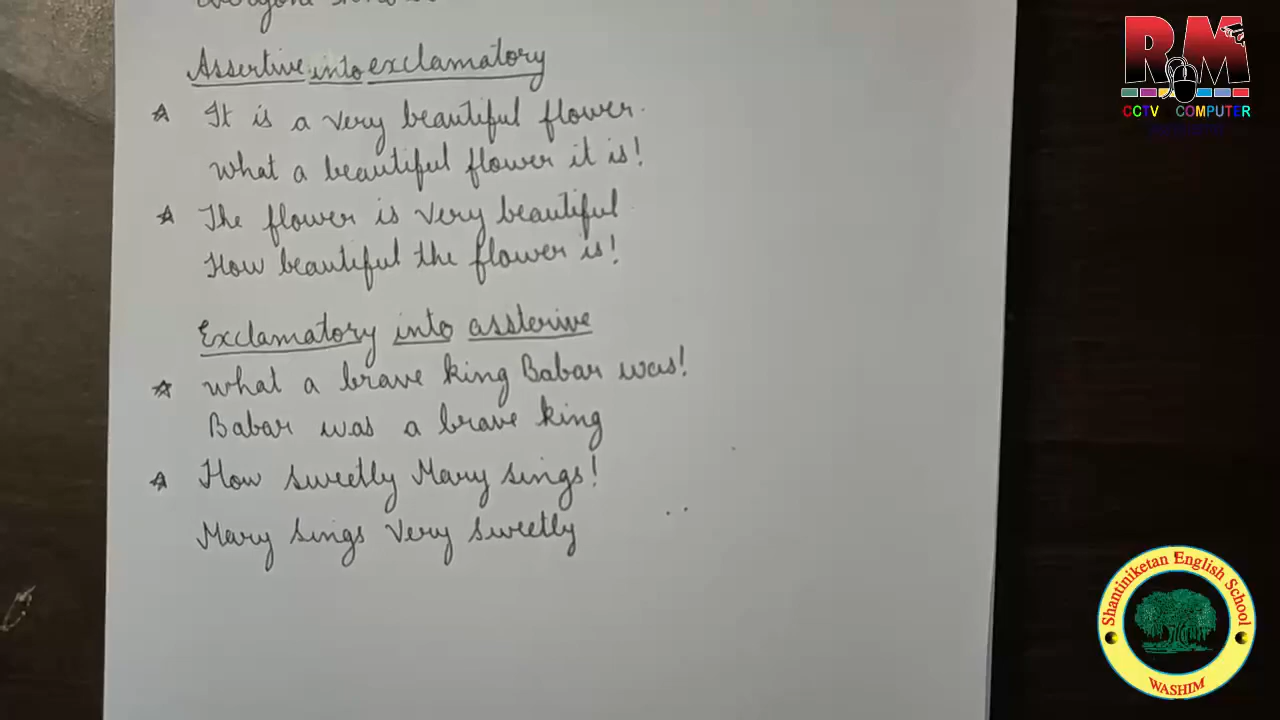 Assertive into exclamatory
☆ It is a very beautiful flower.
What a beautiful flower it is!
☆ The flower is very beautiful
How beautiful the flower is!
Exclamatory into assterive
☆ what a brave king Babar was!
Babar was a brave king
☆ How sweetly Mary sings!
Mary sings very sweetly
RM
CCTV COMPUTER
Shantiniketan English School
WASHIM